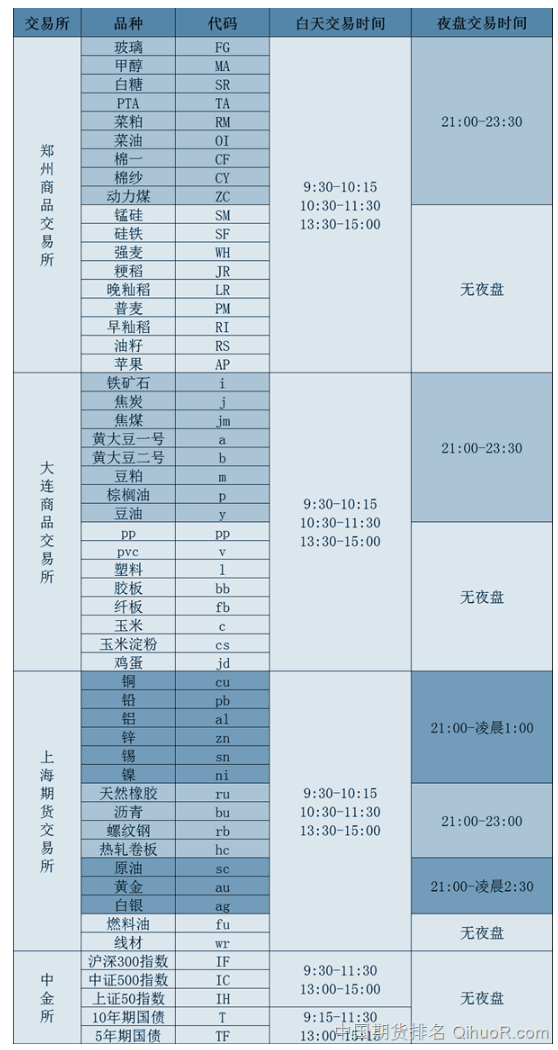 交易所 品种 代码 白天交易时间 夜盘交易时间
郑州商品交易所
玻璃 FG
甲醇 MA
白糖 SR
PTA TA
菜粕 RM
菜油 OI
棉一 CF
棉纱 CY
动力煤 ZC
锰硅 SM
硅铁 SF
强麦 WH
粳稻 JR
晚籼稻 LR
普麦 PM
早籼稻 RI
油籽 RS
苹果 AP
9:30-10:15
10:30-11:30
13:30-15:00
21:00-23:30
无夜盘
大连商品交易所
铁矿石 i
焦炭 j
焦煤 jm
黄大豆一号 a
黄大豆二号 b
豆粕 m
棕榈油 p
豆油 y
pp pp
pvc v
塑料 l
胶板 bb
纤板 fb
玉米 c
玉米淀粉 cs
鸡蛋 jd
9:30-10:15
10:30-11:30
13:30-15:00
21:00-23:30
无夜盘
上海期货交易所
铜 cu
铅 pb
铝 al
锌 zn
锡 sn
镍 ni
天然橡胶 ru
沥青 bu
螺纹钢 rb
热轧卷板 hc
原油 sc
黄金 au
白银 ag
燃料油 fu
线材 wr
9:30-10:15
10:30-11:30
13:30-15:00
21:00-凌晨1:00
21:00-23:00
21:00-凌晨2:30
无夜盘
中金所
沪深300指数 IF
中证500指数 IC
上证50指数 IH
10年期国债 T
5年期国债 TF
9:30-11:30
13:00-15:00
9:15-11:30
13:00-15:15
无夜盘
中国期货排名 QihuoR.com